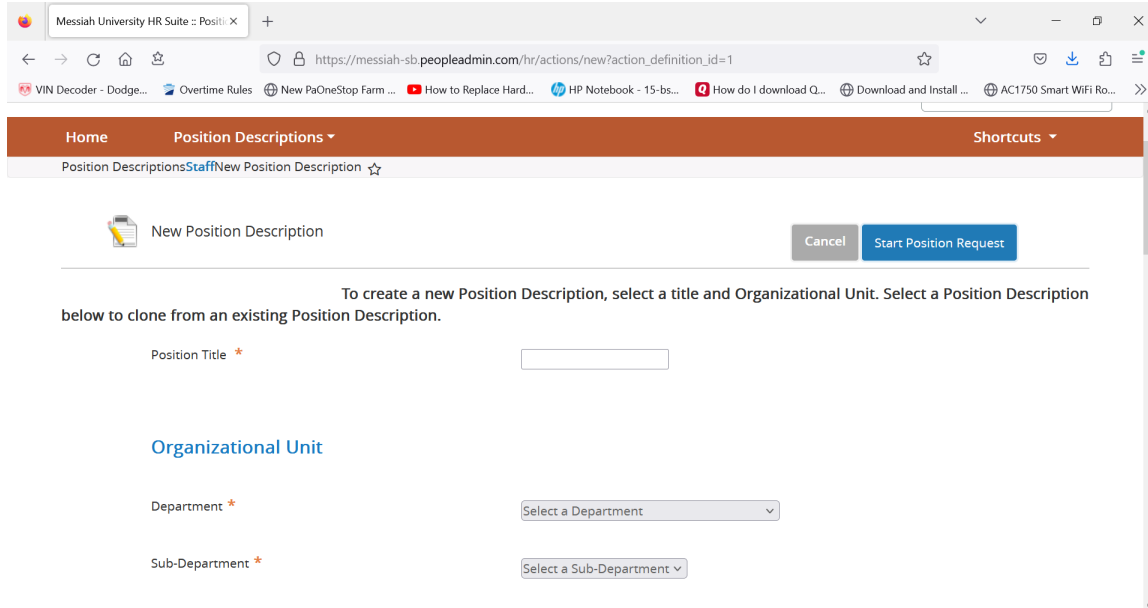 Messiah University HR Suite :: Positic
https://messiah-sb.peopleadmin.com/hr/actions/new?action_definition_id=1
VIN Decoder - Dodge... Overtime Rules New PaOneStop Farm ... How to Replace Hard... HP Notebook - 15-bs... How do I download Q... Download and Install ... AC1750 Smart WiFi Ro...
Home Position Descriptions Shortcuts
Position DescriptionsStaffNew Position Description
New Position Description Cancel Start Position Request
To create a new Position Description, select a title and Organizational Unit. Select a Position Description
below to clone from an existing Position Description.
Position Title *
Organizational Unit
Department * Select a Department
Sub-Department * Select a Sub-Department